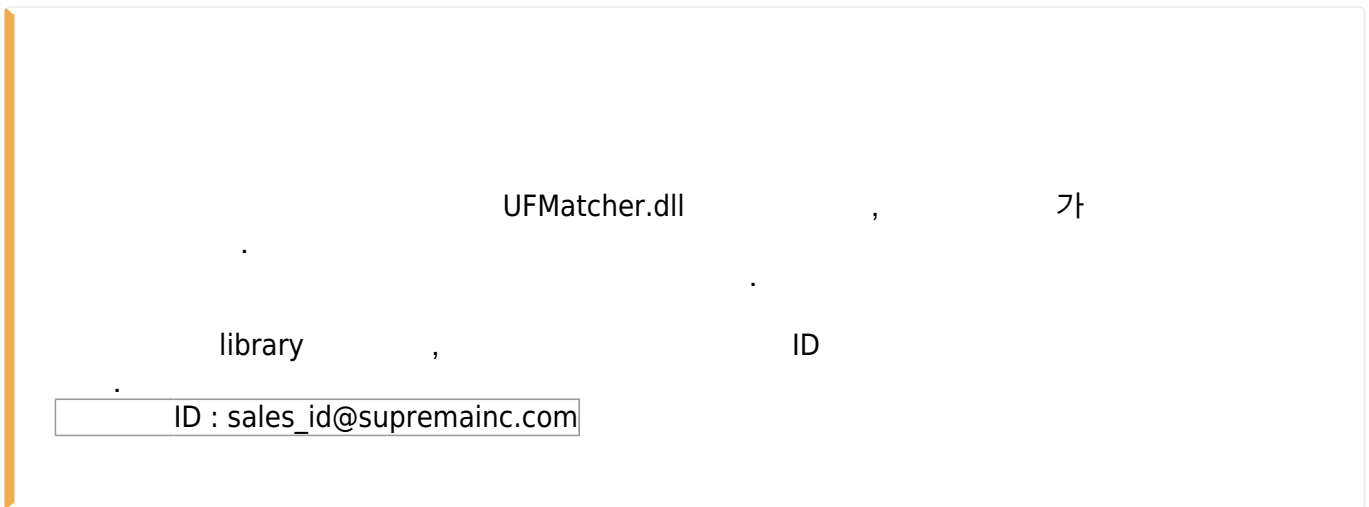 UFMatcher.dll , 가
.
.
library , ID
.
ID : sales_id@supremainc.com